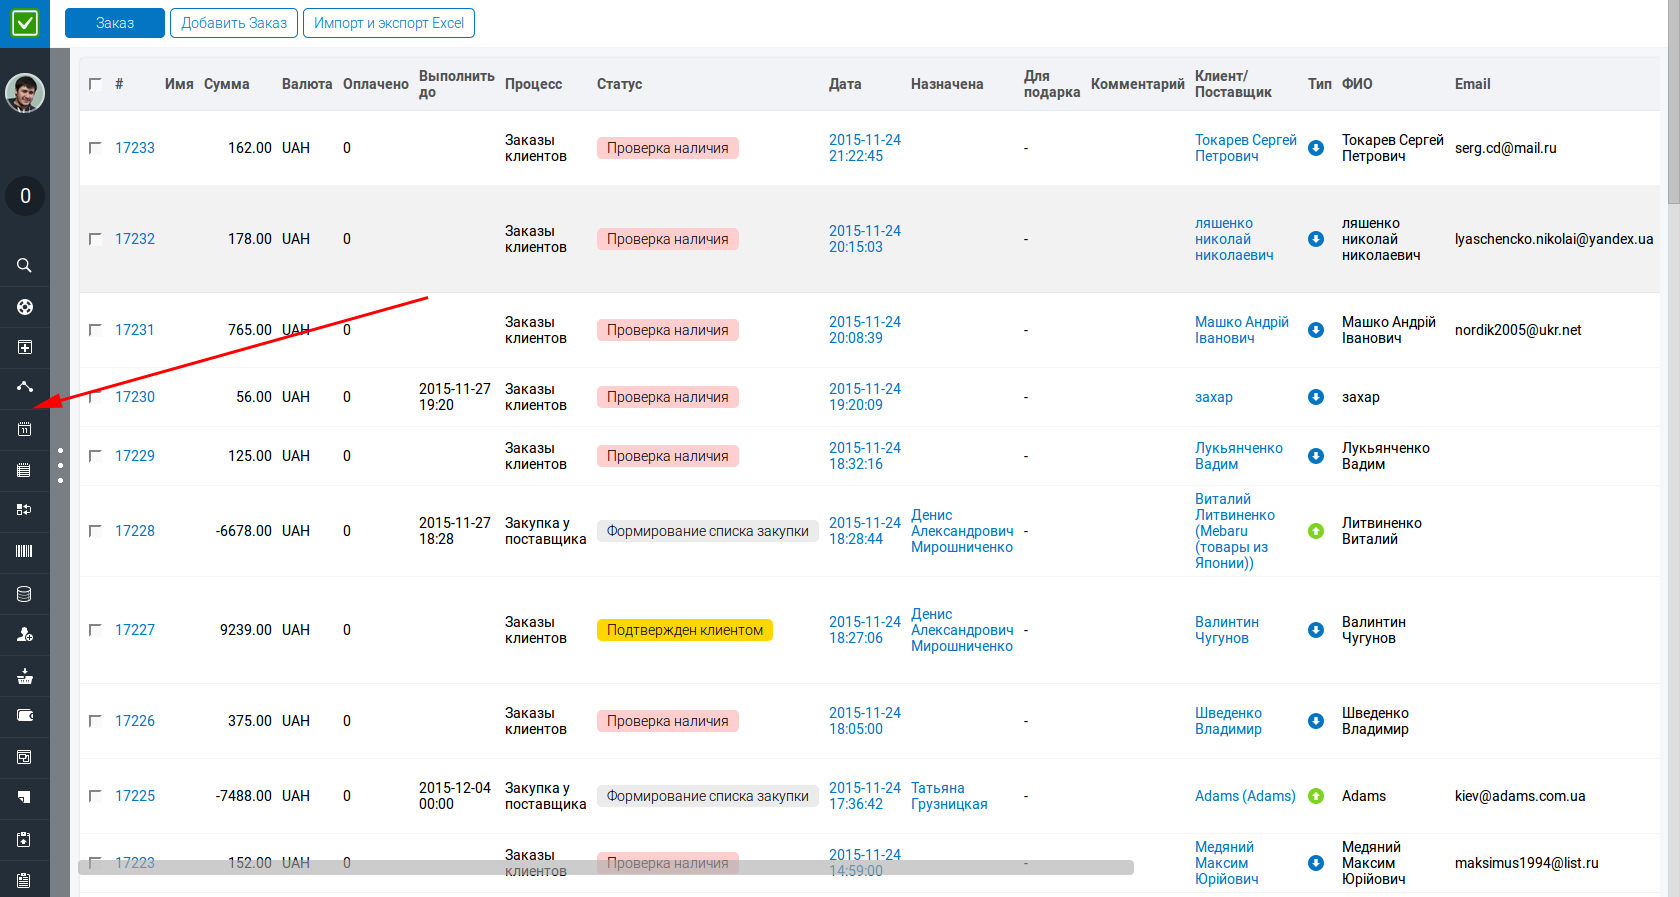 Заказ Добавить Заказ Импорт и экспорт Excel
# Имя Сумма Валюта Оплачено Выполнить до Процесс Статус Дата Назначена Для подарка Комментарий Клиент/ Поставщик Тип ФИО Email
0
17233 162.00 UAH 0 Заказы клиентов Проверка наличия 2015-11-24 21:22:45 - Токарев Сергей Петрович Токарев Сергей Петрович serg.cd@mail.ru
17232 178.00 UAH 0 Заказы клиентов Проверка наличия 2015-11-24 20:15:03 - ляшенко николай николаевич ляшенко николай николаевич lyaschencko.nikolai@yandex.ua
17231 765.00 UAH 0 Заказы клиентов Проверка наличия 2015-11-24 20:08:39 - Машко Андрій Іванович Машко Андрій Іванович nordik2005@ukr.net
17230 56.00 UAH 0 2015-11-27 19:20 Заказы клиентов Проверка наличия 2015-11-24 19:20:09 - захар захар
17229 125.00 UAH 0 Заказы клиентов Проверка наличия 2015-11-24 18:32:16 - Лукьянченко Вадим Лукьянченко Вадим
17228 -6678.00 UAH 0 2015-11-27 18:28 Закупка у поставщика Формирование списка закупки 2015-11-24 18:28:44 Денис Александрович Мирошниченко - Виталий Литвиненко (Mebaru (товары из Японии)) Литвиненко Виталий
17227 9239.00 UAH 0 Заказы клиентов Подтвержден клиентом 2015-11-24 18:27:06 Денис Александрович Мирошниченко - Валинтин Чугунов Валинтин Чугунов
17226 375.00 UAH 0 Заказы клиентов Проверка наличия 2015-11-24 18:05:00 - Шведенко Владимир Шведенко Владимир
17225 -7488.00 UAH 0 2015-12-04 00:00 Закупка у поставщика Формирование списка закупки 2015-11-24 17:36:42 Татьяна Грузницкая - Adams (Adams) Adams kiev@adams.com.ua
17223 152.00 UAH 0 Заказы клиентов Проверка наличия 2015-11-24 14:59:00 - Медяний Максим Юрійович Медяний Максим Юрійович maksimus1994@list.ru